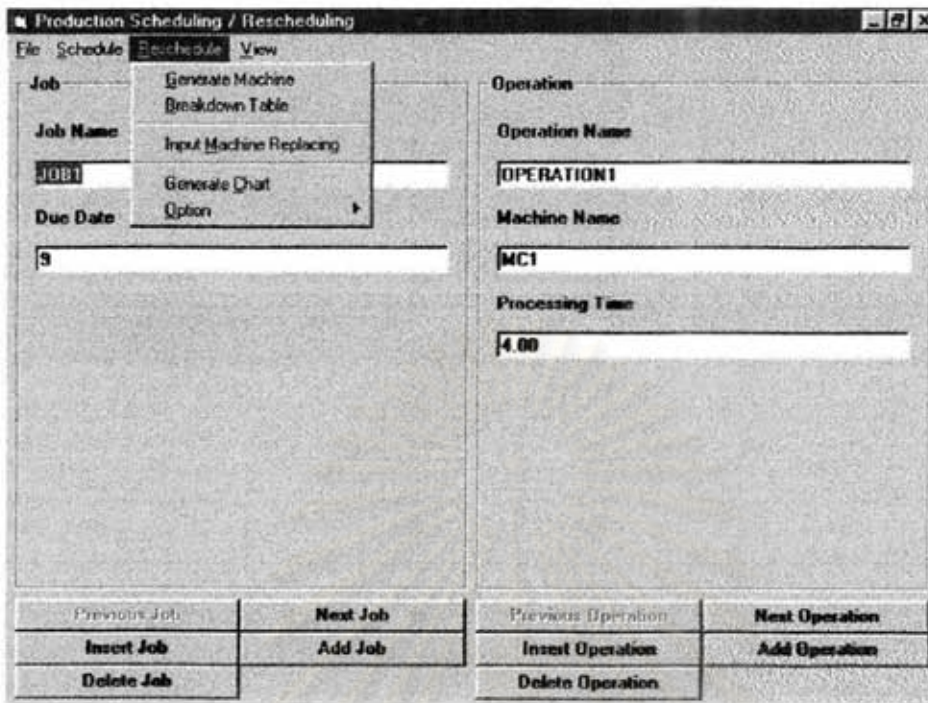 Production Scheduling / Rescheduling
File Schedule Reschedule View
Generate Machine
Breakdown Table
Input Machine Replacing
Generate Chart
Option
Job
Job Name
JOB1
Due Date
9
Operation
Operation Name
OPERATION1
Machine Name
MC1
Processing Time
4.00
Previous Job Next Job
Insert Job Add Job
Delete Job
Previous Operation Next Operation
Insert Operation Add Operation
Delete Operation